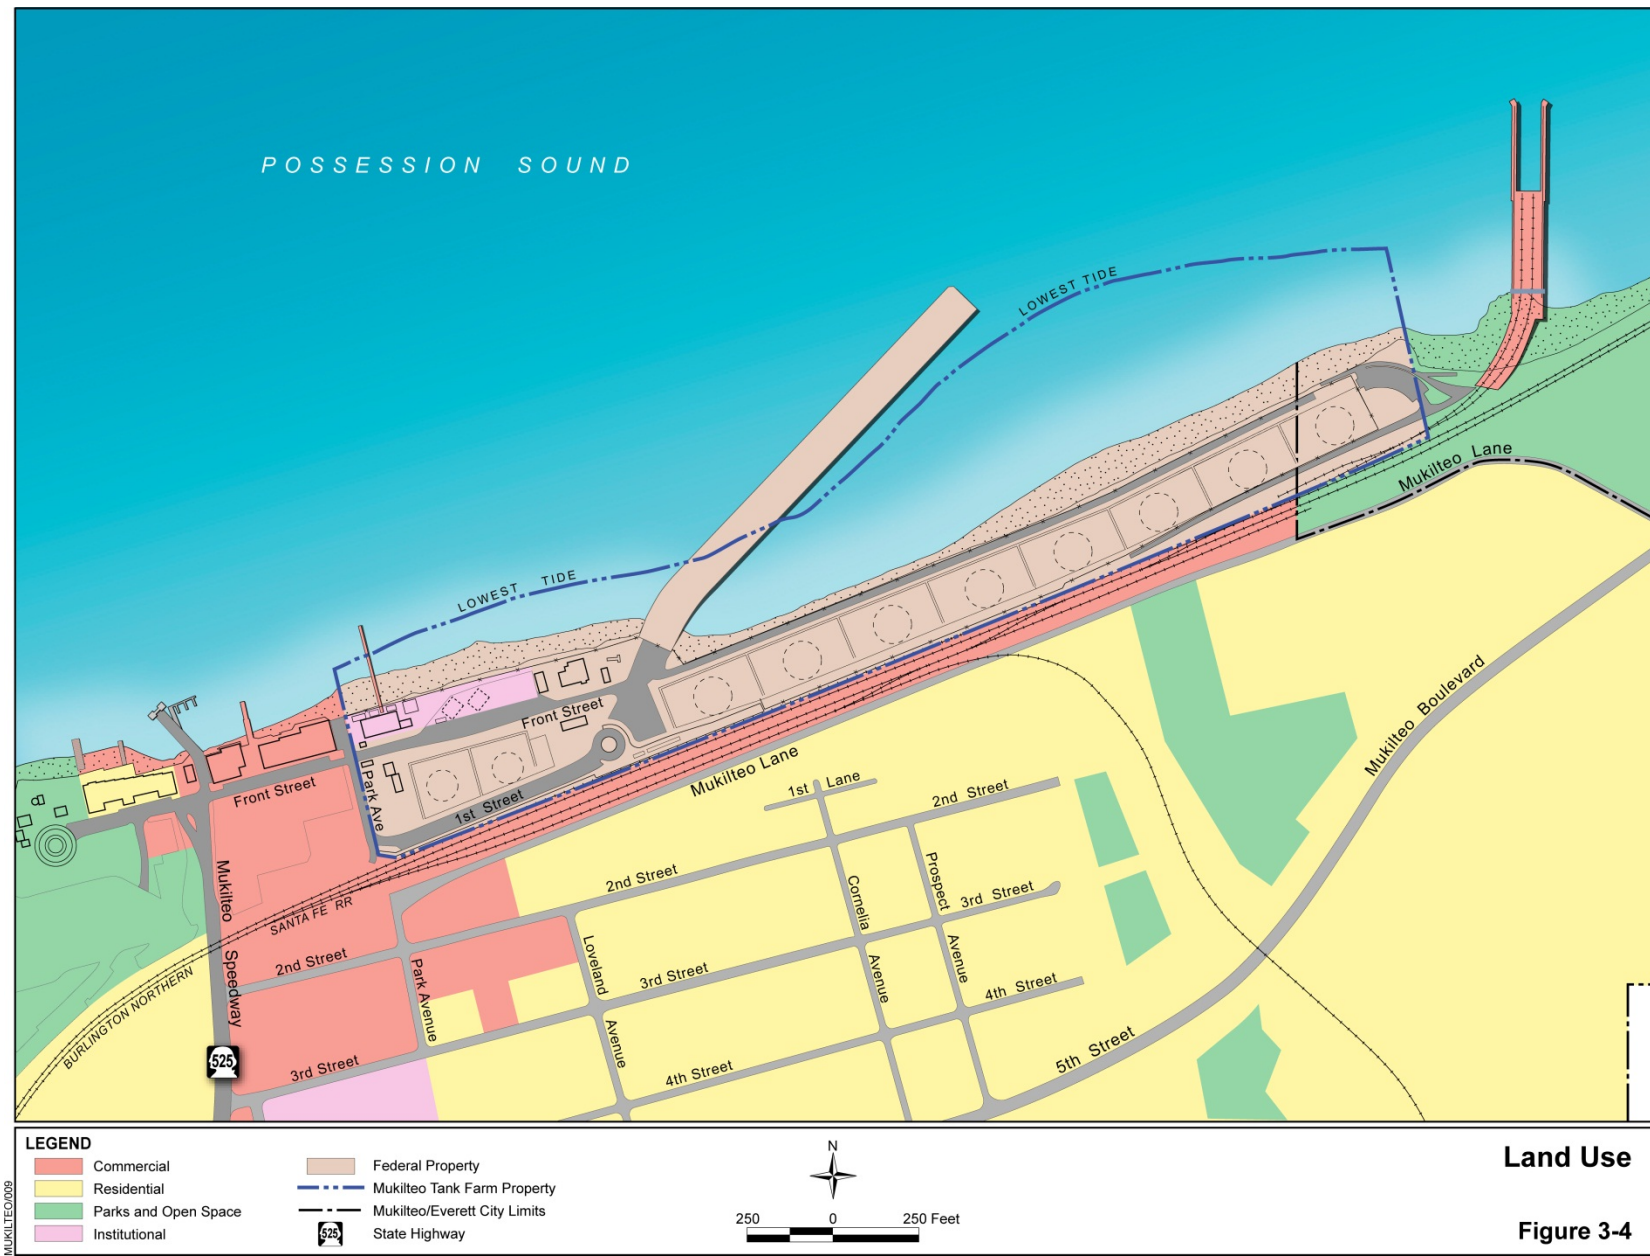 POSSESSION SOUND
LOWEST TIDE
LOWEST TIDE
Mukilteo Lane
Front Street
Mukilteo Boulevard
Front Street
Park Ave
1st Street
Mukilteo Lane
1st Lane
2nd Street
Mukilteo Speedway
SANTA FE RR
BURLINGTON NORTHERN
2nd Street
2nd Street
Cornelia Avenue
Prospect Avenue
3rd Street
Park Avenue
Loveland Avenue
3rd Street
4th Street
525
3rd Street
4th Street
5th Street
LEGEND
Commercial
Residential
Parks and Open Space
Institutional
Federal Property
Mukilteo Tank Farm Property
Mukilteo/Everett City Limits
525 State Highway
N
250 0 250 Feet
Land Use
Figure 3-4
MUKILTEO/009